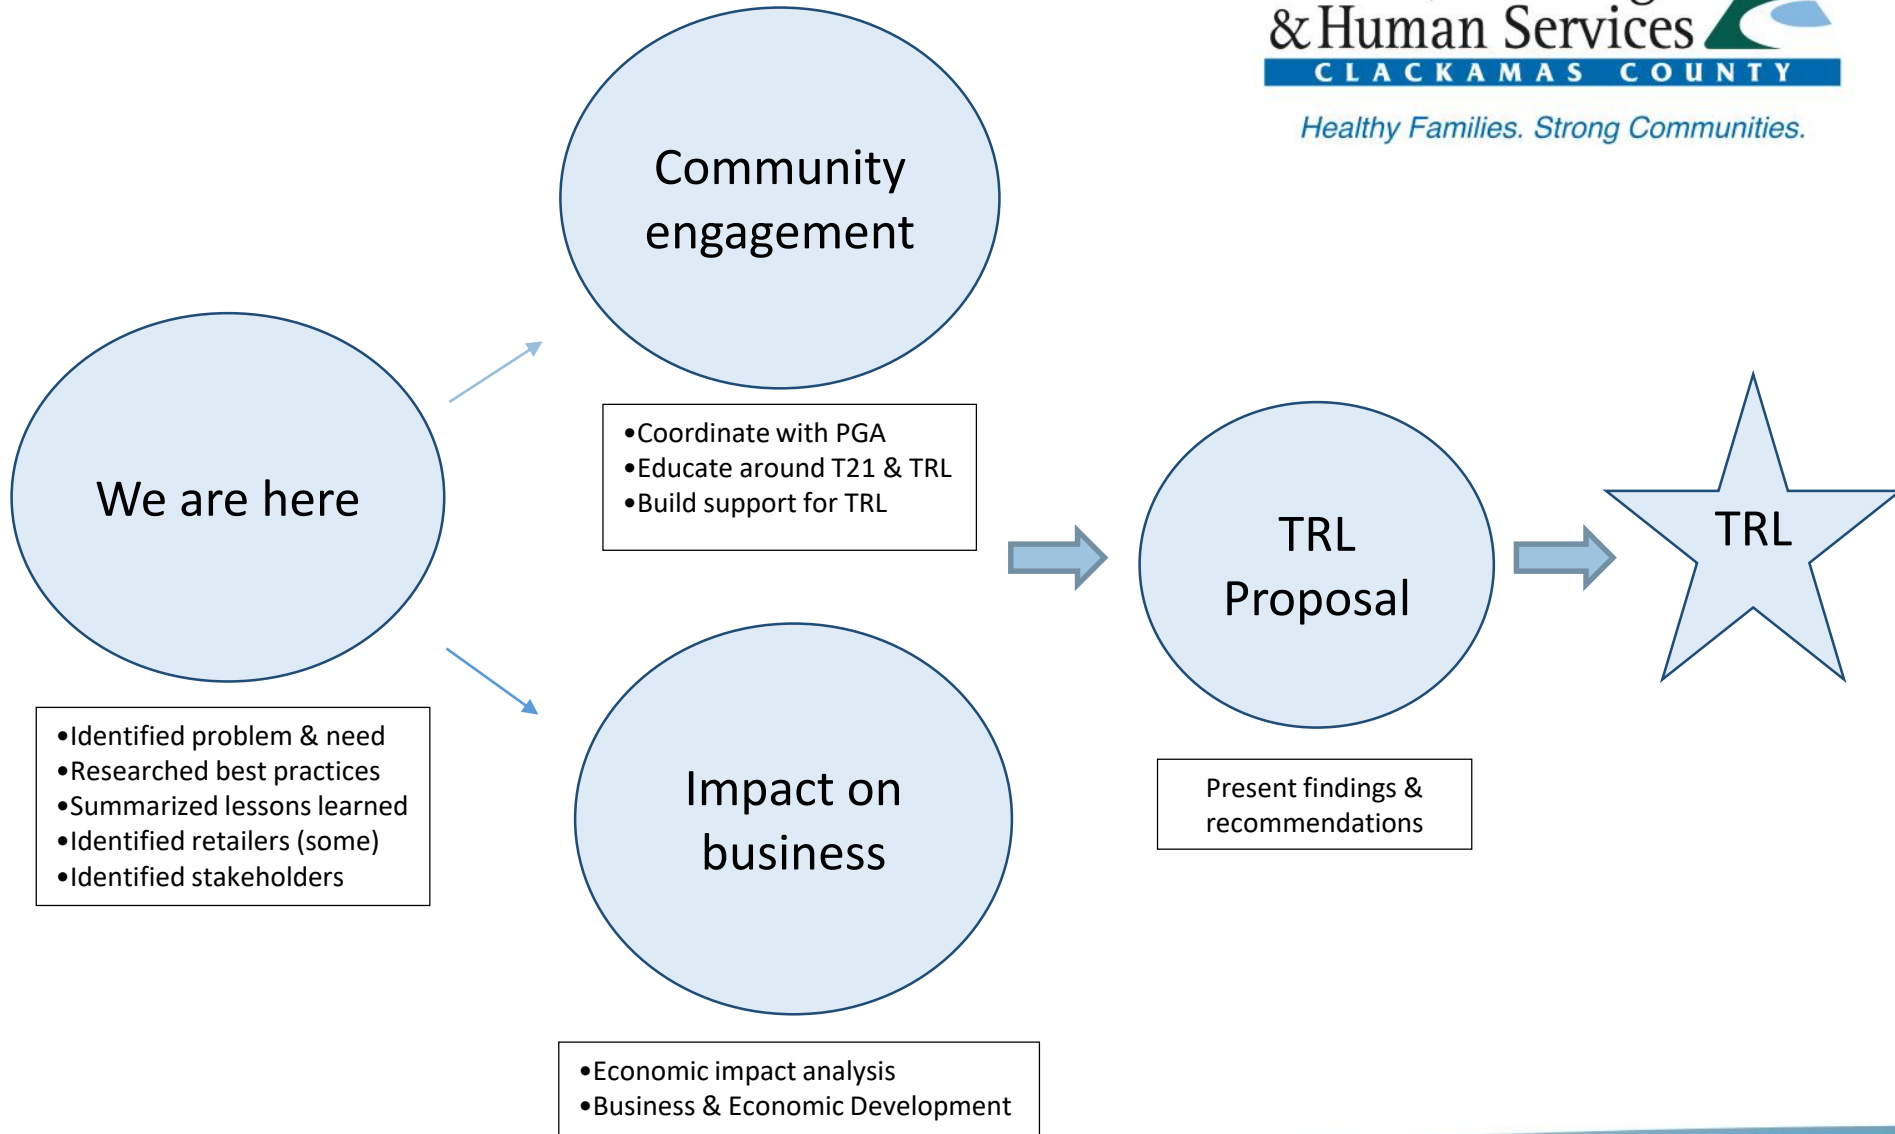 & Human Services
CLACKAMAS COUNTY
Healthy Families. Strong Communities.
Community
engagement
•Coordinate with PGA
•Educate around T21 & TRL
•Build support for TRL
We are here
•Identified problem & need
•Researched best practices
•Summarized lessons learned
•Identified retailers (some)
•Identified stakeholders
Impact on
business
•Economic impact analysis
•Business & Economic Development
TRL
Proposal
Present findings &
recommendations
TRL